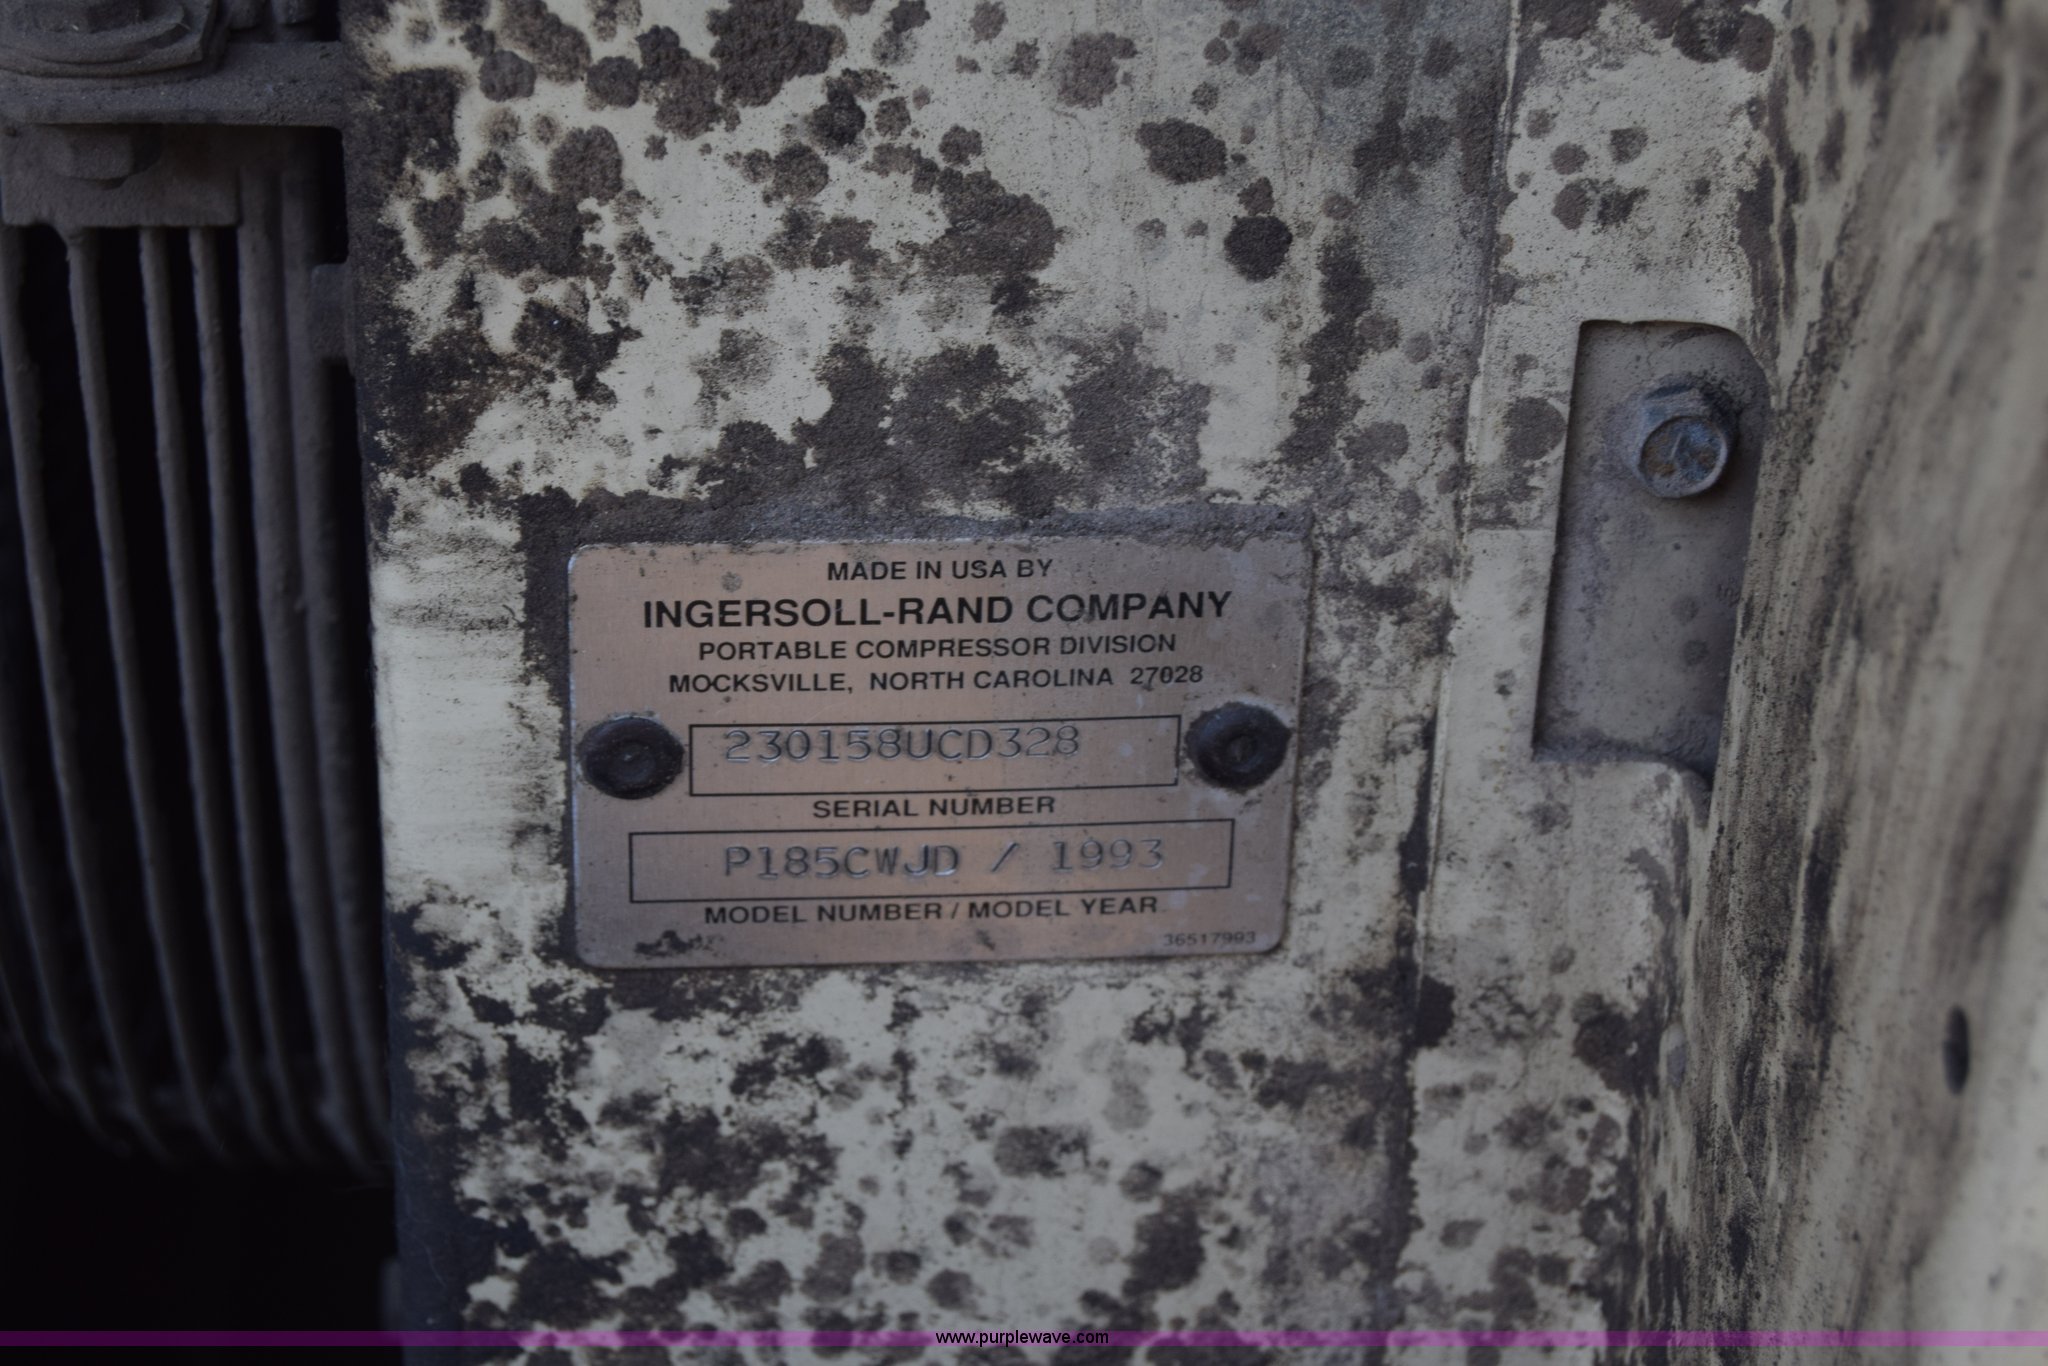 MADE IN USA BY
INGERSOLL-RAND COMPANY
PORTABLE COMPRESSOR DIVISION
MOCKSVILLE, NORTH CAROLINA 27028
230158UCD328
SERIAL NUMBER
P185CWJD / 1993
MODEL NUMBER / MODEL YEAR
36517993
www.purplewave.com